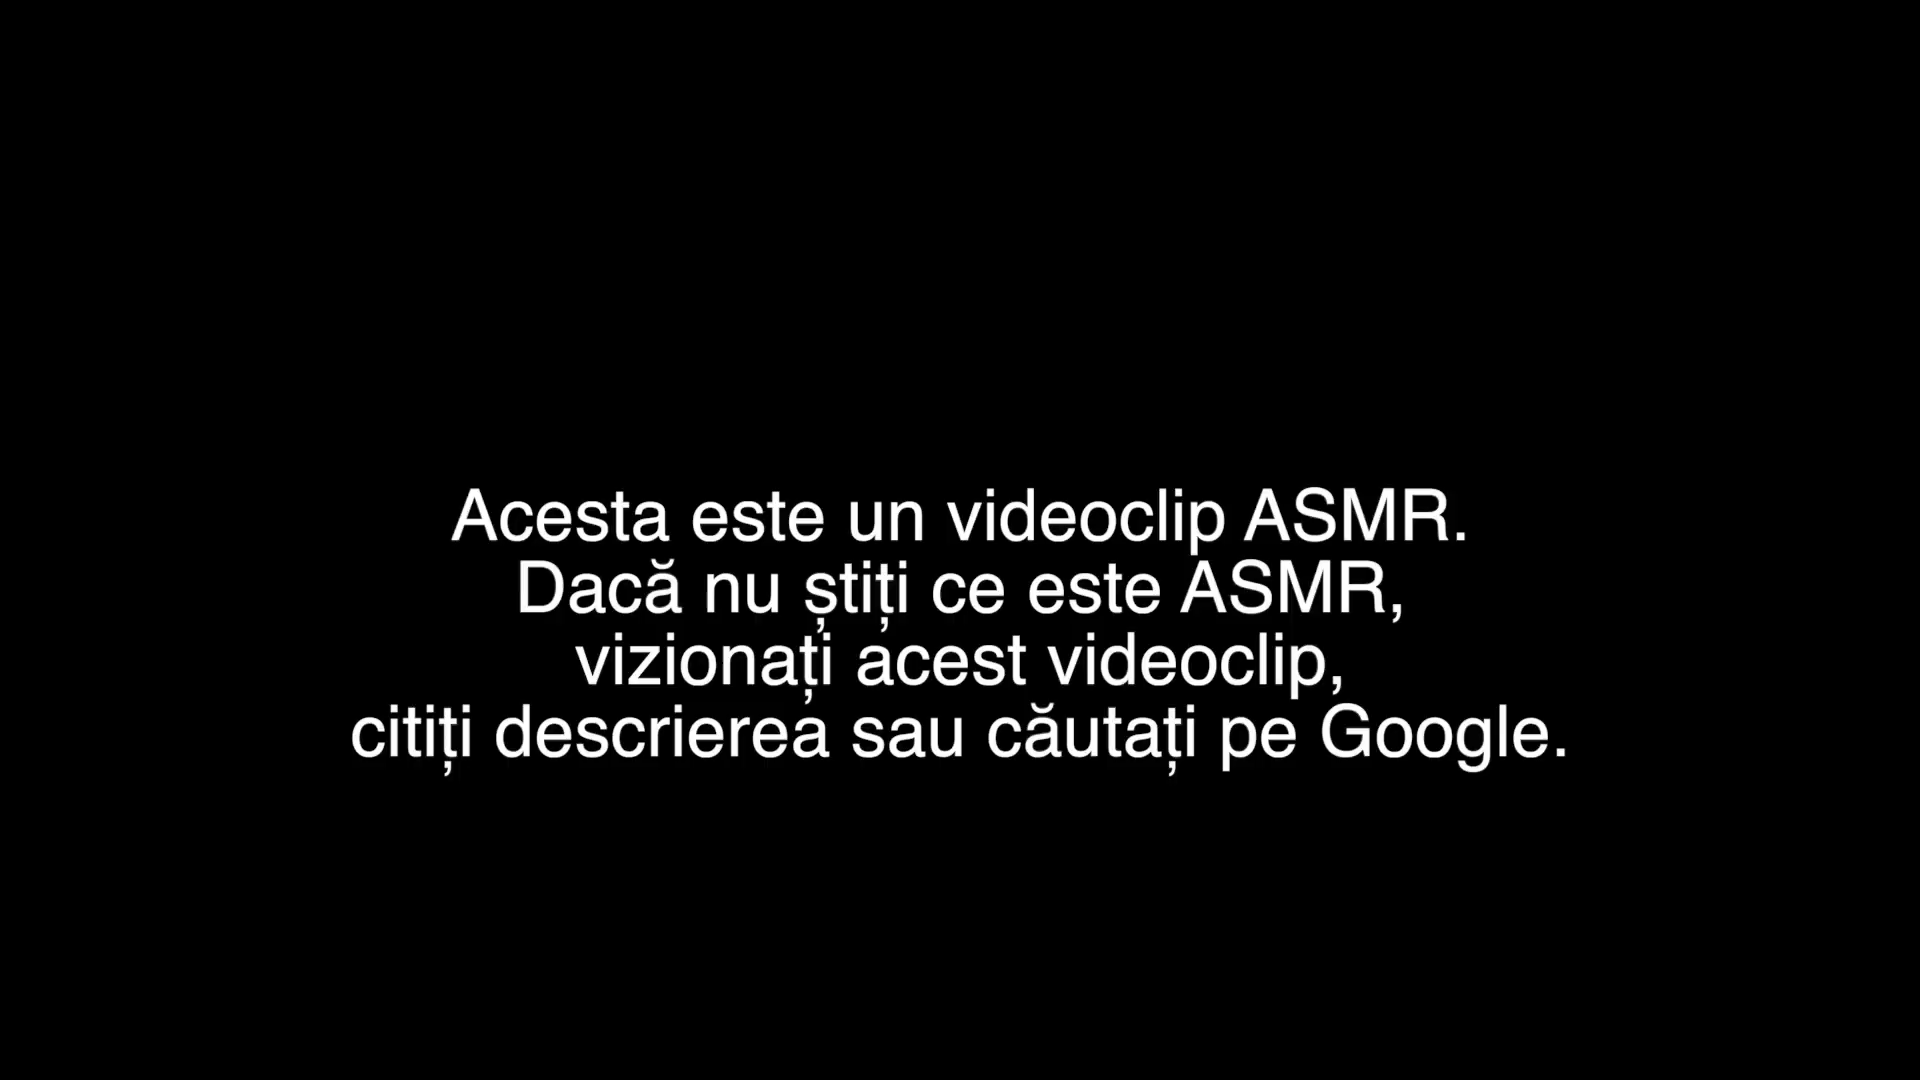 Acesta este un videoclip ASMR.
Dacă nu știți ce este ASMR,
vizionați acest videoclip,
citiți descrierea sau căutați pe Google.